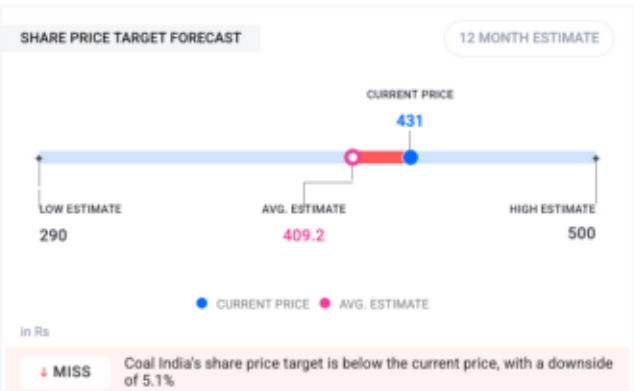 SHARE PRICE TARGET FORECAST
12 MONTH ESTIMATE
CURRENT PRICE
431
LOW ESTIMATE
AVG. ESTIMATE
HIGH ESTIMATE
290
409.2
500
CURRENT PRICE
AVG. ESTIMATE
in Rs
↓ MISS
Coal India's share price target is below the current price, with a downside
of 5.1%